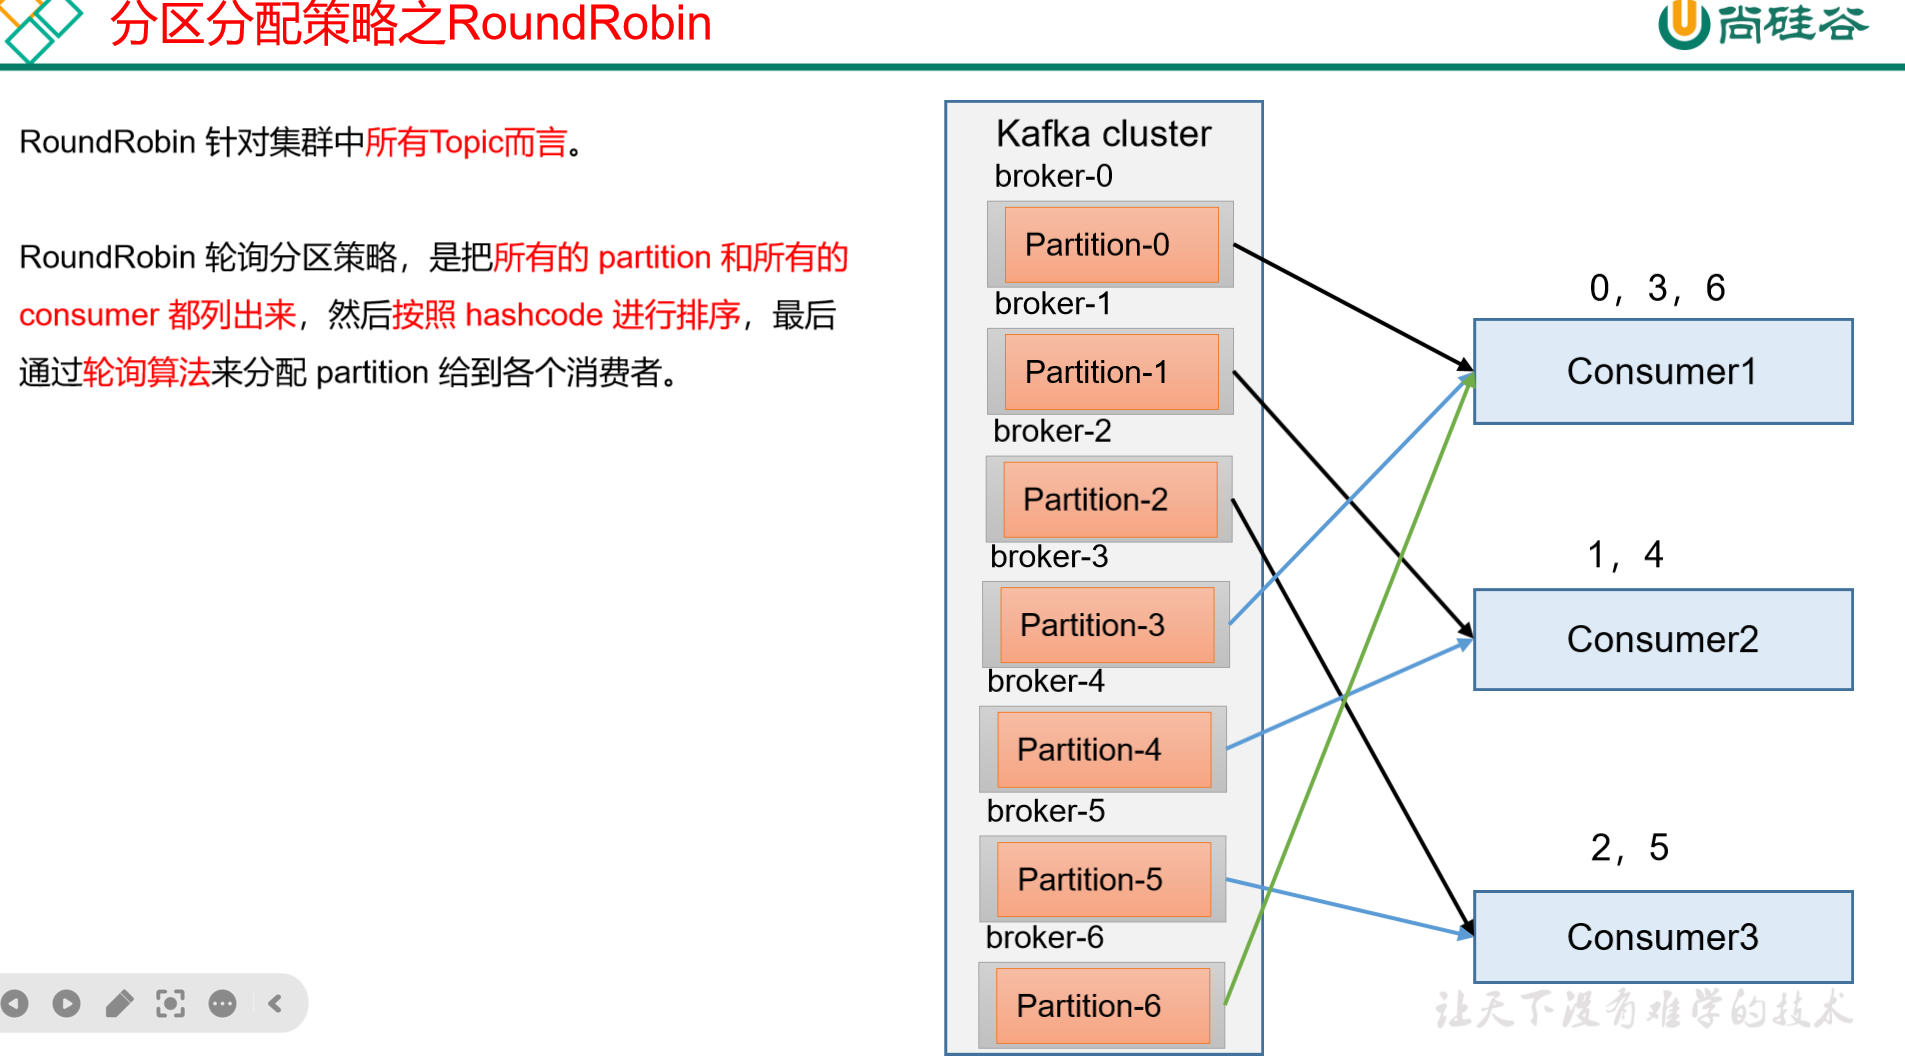 分区分配策略之RoundRobin
尚硅谷
RoundRobin 针对集群中所有Topic而言。
RoundRobin 轮询分区策略，是把所有的 partition 和所有的
consumer 都列出来，然后按照 hashcode 进行排序，最后
通过轮询算法来分配 partition 给到各个消费者。
Kafka cluster
broker-0
Partition-0
broker-1
Partition-1
broker-2
Partition-2
broker-3
Partition-3
broker-4
Partition-4
broker-5
Partition-5
broker-6
Partition-6
0，3，6
Consumer1
1，4
Consumer2
2，5
Consumer3
让天下没有难学的技术